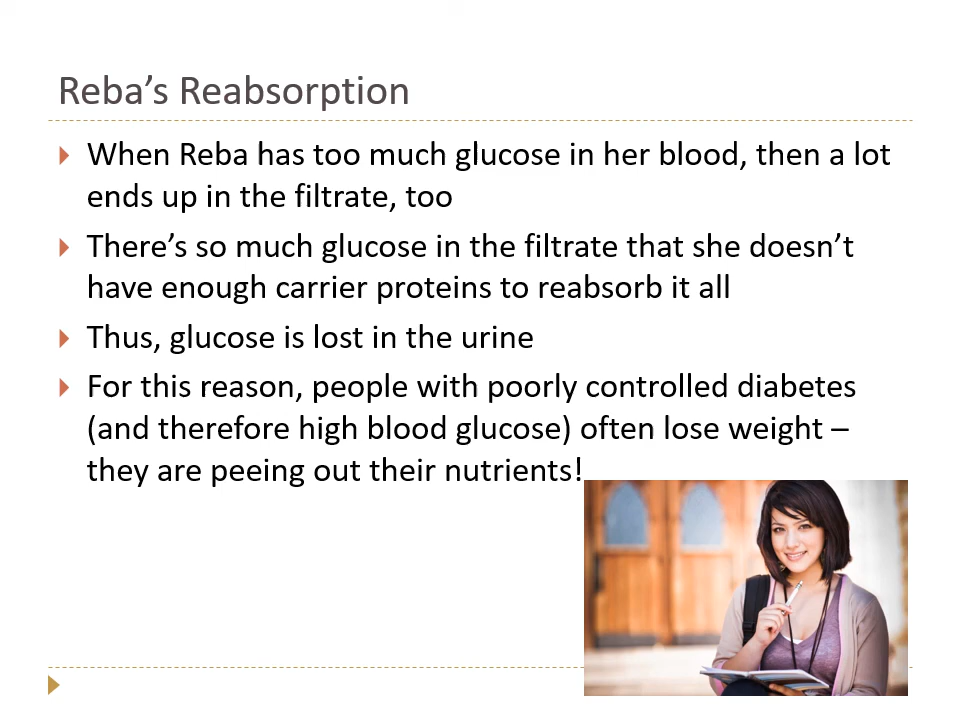 Reba’s Reabsorption
When Reba has too much glucose in her blood, then a lot
ends up in the filtrate, too
There’s so much glucose in the filtrate that she doesn’t
have enough carrier proteins to reabsorb it all
Thus, glucose is lost in the urine
For this reason, people with poorly controlled diabetes
(and therefore high blood glucose) often lose weight –
they are peeing out their nutrients!